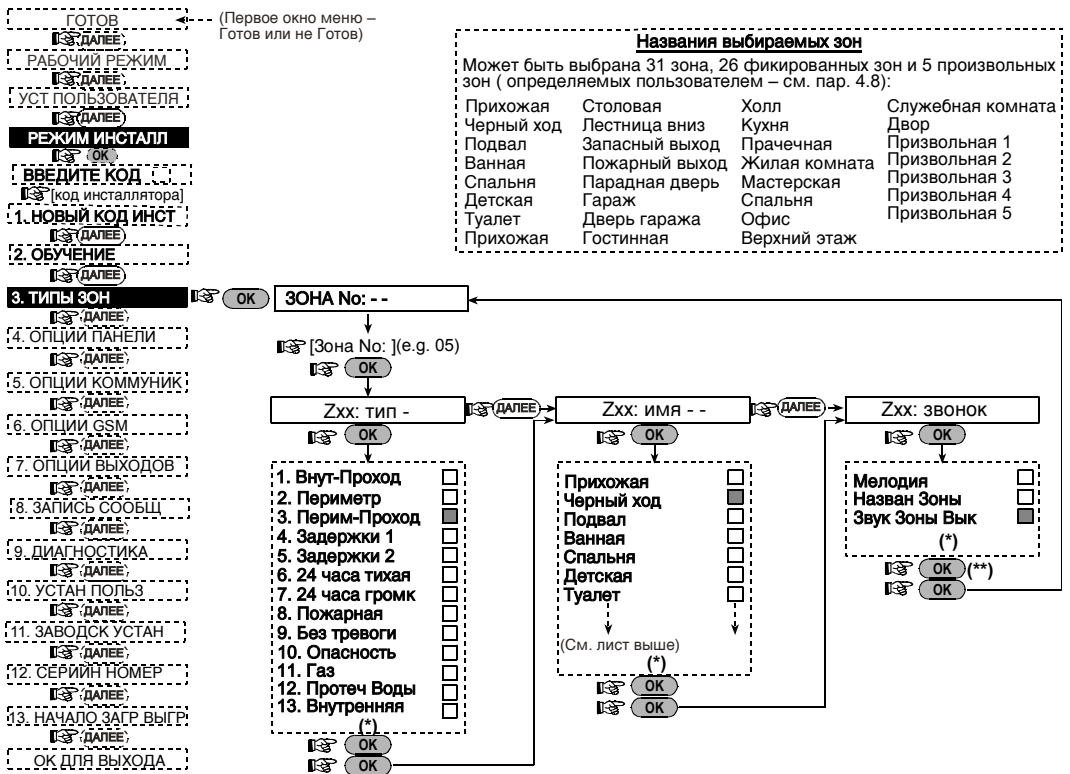 ГОТОВ
(Первое окно меню –
Готов или не Готов)
ДАЛЕЕ
РАБОЧИЙ РЕЖИМ
ДАЛЕЕ
УСТ ПОЛЬЗОВАТЕЛЯ
ДАЛЕЕ
РЕЖИМ ИНСТАЛЛ
OK
ВВЕДИТЕ КОД
[код инсталлятора]
1. НОВЫЙ КОД ИНСТ
ДАЛЕЕ
2. ОБУЧЕНИЕ
ДАЛЕЕ
3. ТИПЫ ЗОН
ДАЛЕЕ
4. ОПЦИИ ПАНЕЛИ
ДАЛЕЕ
5. ОПЦИИ КОММУНИК
ДАЛЕЕ
6. ОПЦИИ GSM
ДАЛЕЕ
7. ОПЦИИ ВЫХОДОВ
ДАЛЕЕ
8. ЗАПИСЬ СООБЩ
ДАЛЕЕ
9. ДИАГНОСТИКА
ДАЛЕЕ
10. УСТАН ПОЛЬЗ
ДАЛЕЕ
11. ЗАВОДСК УСТАН
ДАЛЕЕ
12. СЕРИЙН НОМЕР
ДАЛЕЕ
13. НАЧАЛО ЗАГР ВЫГР
ДАЛЕЕ
ОК ДЛЯ ВЫХОДА
Названия выбираемых зон
Может быть выбрана 31 зона, 26 фикированных зон и 5 произвольных
зон ( определяемых пользователем – см. пар. 4.8):
Прихожая
Черный ход
Подвал
Ванная
Спальня
Детская
Туалет
Прихожая
Столовая
Лестница вниз
Запасный выход
Пожарный выход
Парадная дверь
Гараж
Дверь гаража
Гостинная
Холл
Кухня
Прачечная
Жилая комната
Мастерская
Спальня
Офис
Верхний этаж
Служебная комната
Двор
Призвольная 1
Призвольная 2
Призвольная 3
Призвольная 4
Призвольная 5
OK
ЗОНА No: - -
[Зона No: ](e.g. 05)
OK
Zxx: тип -
ДАЛЕЕ
OK
1. Внут-Проход
2. Периметр
3. Перим-Проход
4. Задержки 1
5. Задержки 2
6. 24 часа тихая
7. 24 часа громк
8. Пожарная
9. Без тревоги
10. Опасность
11. Газ
12. Протеч Воды
13. Внутренняя
(*)
OK
OK
Zxx: имя - -
ДАЛЕЕ
OK
Прихожая
Черный ход
Подвал
Ванная
Спальня
Детская
Туалет
(См. лист выше)
(*)
OK
OK
Zxx: звонок
OK
Мелодия
Назван Зоны
Звук Зоны Вык
(*)
OK (**)
OK